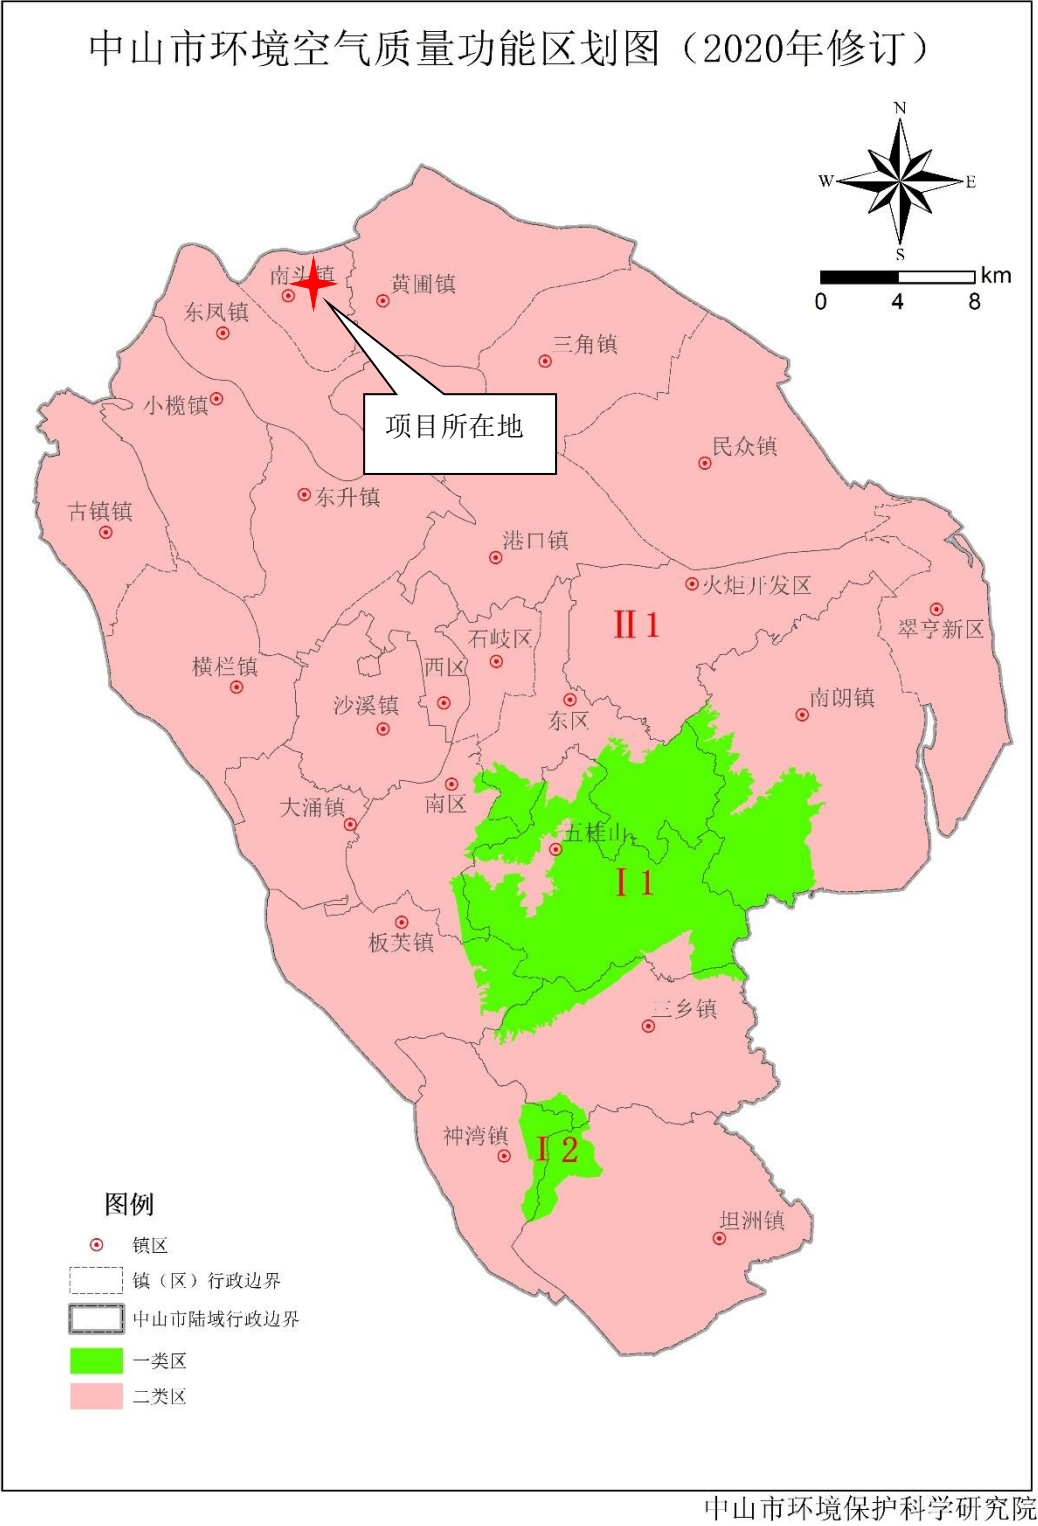 中山市环境空气质量功能区划图（2020年修订）
N
W
E
S
km
0 4 8
南头镇
黄圃镇
东凤镇
三角镇
小榄镇
项目所在地
民众镇
东升镇
古镇镇
港口镇
火炬开发区
Ⅱ1
翠亨新区
石岐区
西区
横栏镇
南朗镇
沙溪镇
东区
南区
大涌镇
五桂山
Ⅰ1
板芙镇
三乡镇
神湾镇
Ⅰ2
坦洲镇
图例
镇区
镇（区）行政边界
中山市陆域行政边界
一类区
二类区
中山市环境保护科学研究院